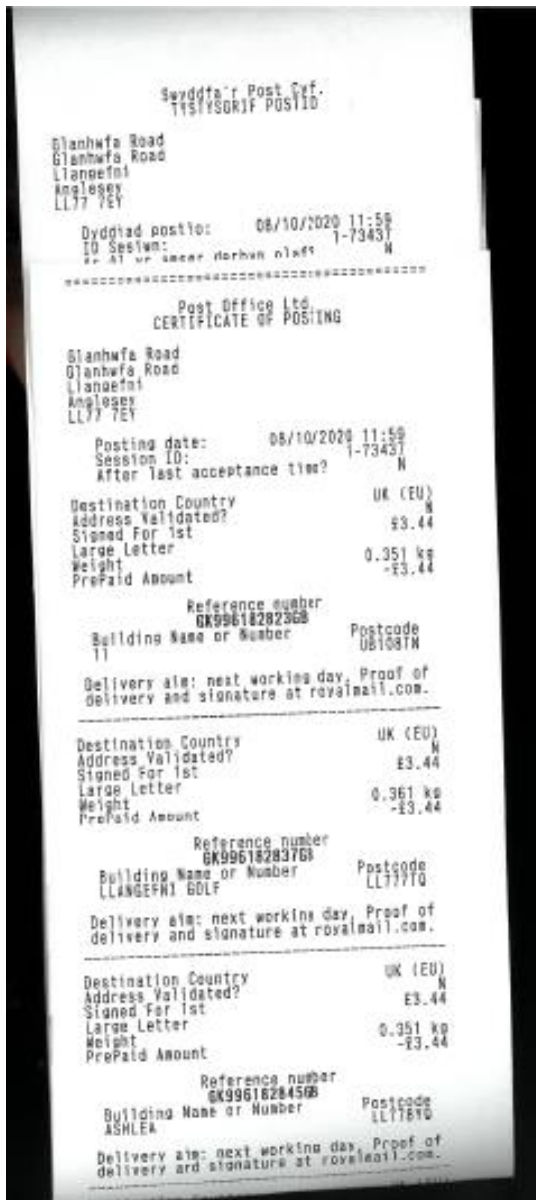 Swyddfa'r Post Cyf.
TYSTYSGRIF POSTIO
Glanhwfa Road
Glanhwfa Road
Llangefni
Anglesey
LL77 7EY
Dyddiad postio: 08/10/2020 11:59
ID Sesiwn: 1-73437
N
Post Office Ltd.
CERTIFICATE OF POSTING
Glanhwfa Road
Glanhwfa Road
Llangefni
Anglesey
LL77 7EY
Posting date: 08/10/2020 11:59
Session ID: 1-73437
After last acceptance time? N
Destination Country UK (EU)
Address Validated? N
Signed For 1st £3.44
Large Letter
Weight 0.351 kg
PrePaid Amount -£3.44
Reference number
GK996182823GB
Building Name or Number Postcode
11 UB108TN
Delivery aim: next working day. Proof of
delivery and signature at royalmail.com.
Destination Country UK (EU)
Address Validated? N
Signed For 1st £3.44
Large Letter
Weight 0.361 kg
PrePaid Amount -£3.44
Reference number
GK996182837GB
Building Name or Number Postcode
LLANGEFNI GOLF LL777TQ
Delivery aim: next working day. Proof of
delivery and signature at royalmail.com.
Destination Country UK (EU)
Address Validated? N
Signed For 1st £3.44
Large Letter
Weight 0.351 kg
PrePaid Amount -£3.44
Reference number
GK996182845GB
Building Name or Number Postcode
ASHLEA
Delivery aim: next working day. Proof of
delivery and signature at royalmail.com.